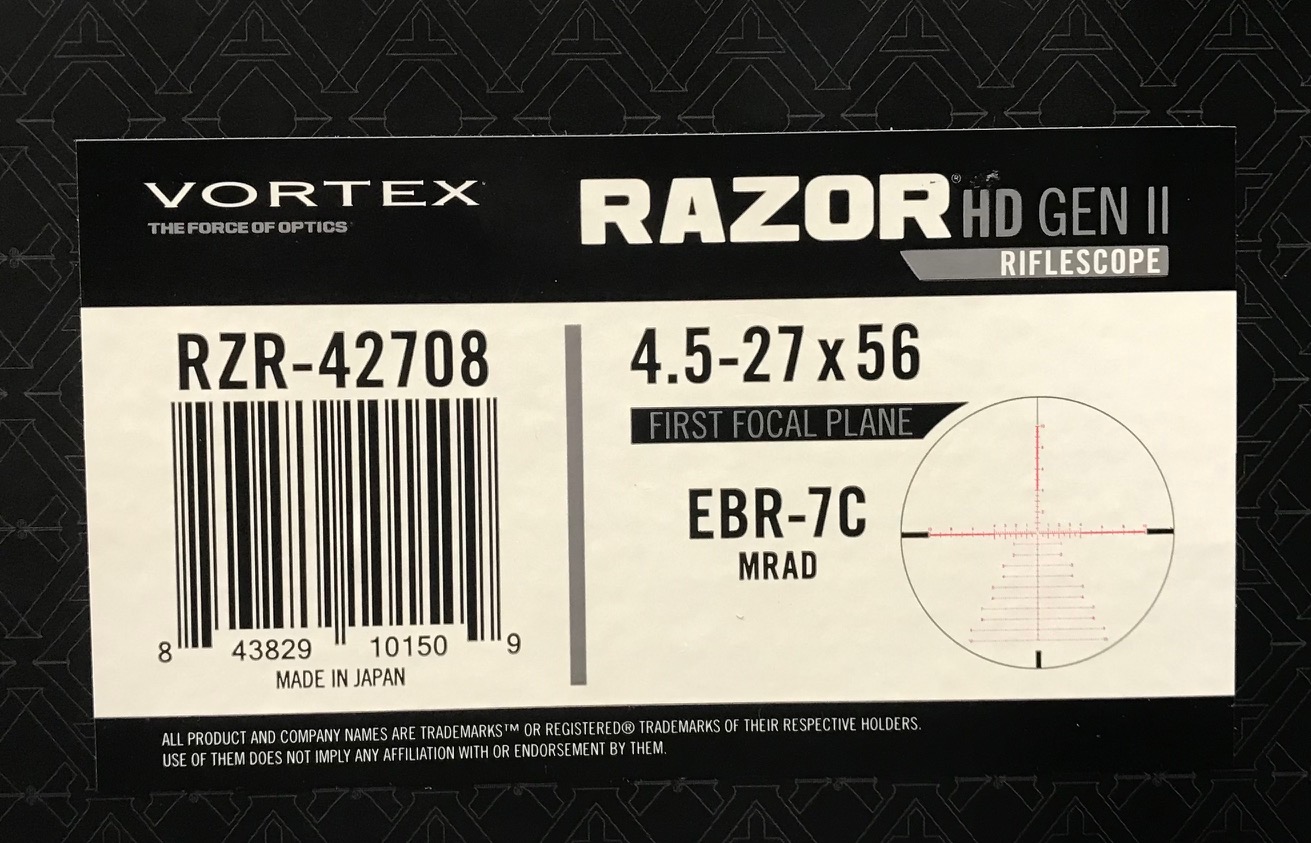 VORTEX®
THE FORCE OF OPTICS
RAZOR® HD GEN II
RIFLESCOPE
RZR-42708
8 43829 10150 9
MADE IN JAPAN
4.5-27x56
FIRST FOCAL PLANE
EBR-7C
MRAD
ALL PRODUCT AND COMPANY NAMES ARE TRADEMARKS™ OR REGISTERED® TRADEMARKS OF THEIR RESPECTIVE HOLDERS.
USE OF THEM DOES NOT IMPLY ANY AFFILIATION WITH OR ENDORSEMENT BY THEM.